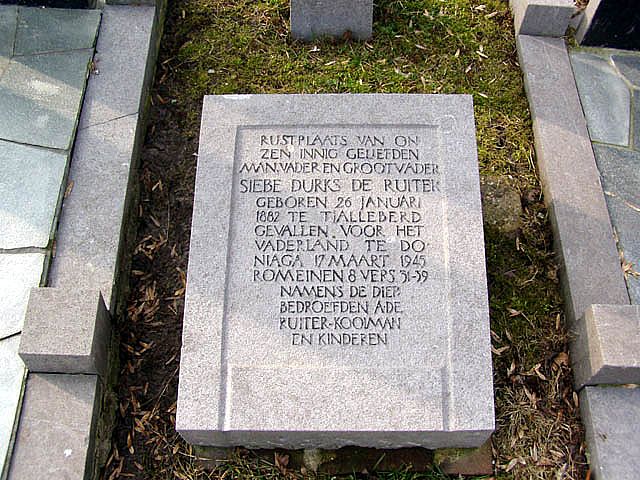 RUSTPLAATS VAN ON
ZEN INNIG GELIEFDEN
MAN.VADER EN GROOTVADER
SIEBE DURKS DE RUITER
GEBOREN 26 JANUARI
1882 TE TJALLEBERD
GEVALLEN VOOR HET
VADERLAND TE DO
NIAGA 17 MAART 1945
ROMEINEN 8 VERS 31-39
NAMENS DE DIEP
BEDROEFDEN A.DE
RUITER-KOOIMAN
EN KINDEREN